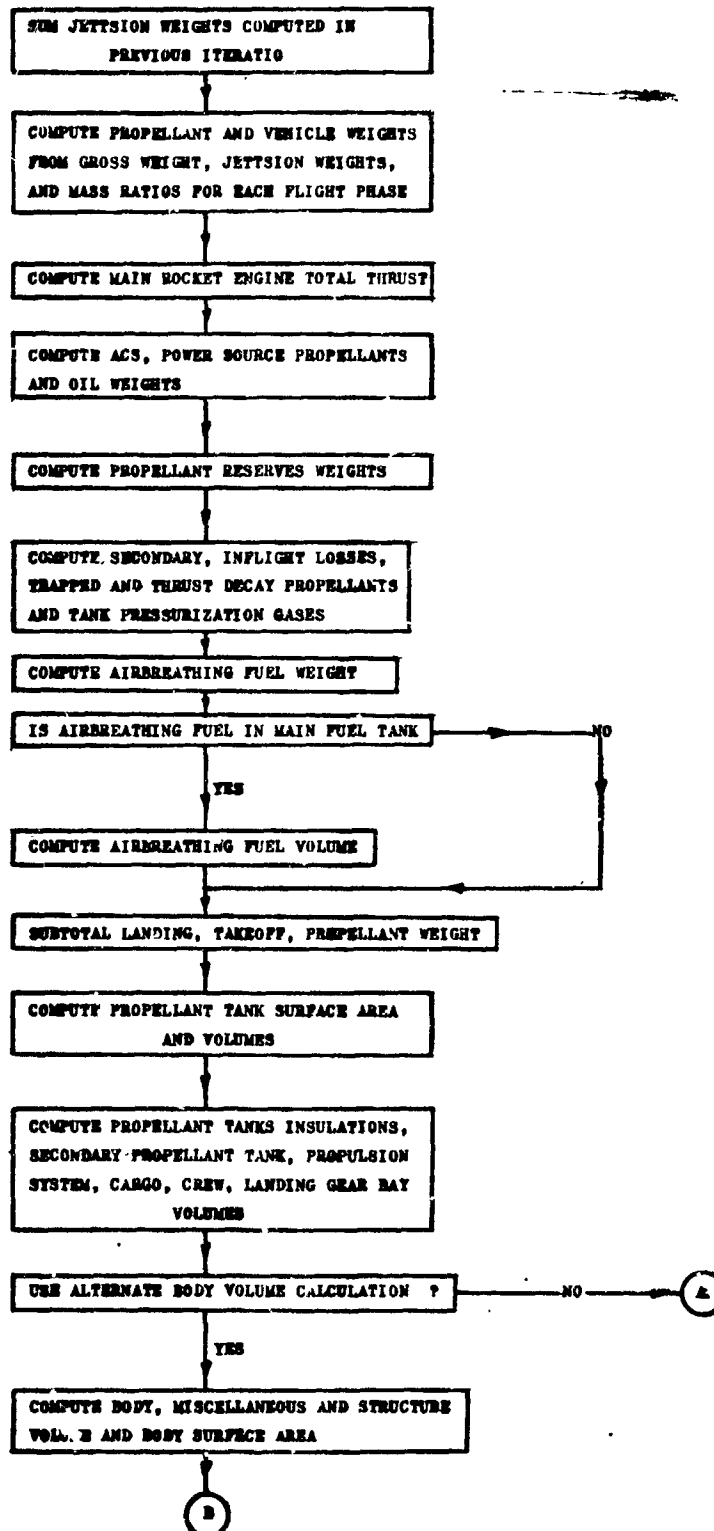 SUM JETTSION WEIGHTS COMPUTED IN
PREVIOUS ITERATIO
COMPUTE PROPELLANT AND VEHICLE WEIGHTS
FROM GROSS WEIGHT, JETTSION WEIGHTS,
AND MASS RATIOS FOR EACH FLIGHT PHASE
COMPUTE MAIN ROCKET ENGINE TOTAL THRUST
COMPUTE ACS, POWER SOURCE PROPELLANTS
AND OIL WEIGHTS
COMPUTE PROPELLANT RESERVES WEIGHTS
COMPUTE SECONDARY, INFLIGHT LOSSES,
TRAPPED AND THRUST DECAY PROPELLANTS
AND TANK PRESSURIZATION GASES
COMPUTE AIRBREATHING FUEL WEIGHT
IS AIRBREATHING FUEL IN MAIN FUEL TANK
NO
YES
COMPUTE AIRBREATHING FUEL VOLUME
SUBTOTAL LANDING, TAKEOFF, PREPELLANT WEIGHT
COMPUTE PROPELLANT TANK SURFACE AREA
AND VOLUMES
COMPUTE PROPELLANT TANKS INSULATIONS,
SECONDARY PROPELLANT TANK, PROPULSION
SYSTEM, CARGO, CREW, LANDING GEAR BAY
VOLUMES
USE ALTERNATE BODY VOLUME CALCULATION ?
NO
A
YES
COMPUTE BODY, MISCELLANEOUS AND STRUCTURE
AND BODY SURFACE AREA
B